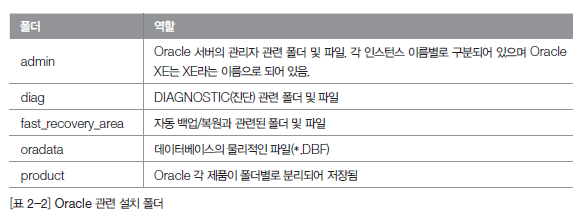 폴더 역할
admin Oracle 서버의 관리자 관련 폴더 및 파일. 각 인스턴스 이름별로 구분되어 있으며 Oracle
XE는 XE라는 이름으로 되어 있음.
diag DIAGNOSTIC(진단) 관련 폴더 및 파일
fast_recovery_area 자동 백업/복원과 관련된 폴더 및 파일
oradata 데이터베이스의 물리적인 파일(*.DBF)
product Oracle 각 제품이 폴더별로 분리되어 저장됨
[표 2-2] Oracle 관련 설치 폴더